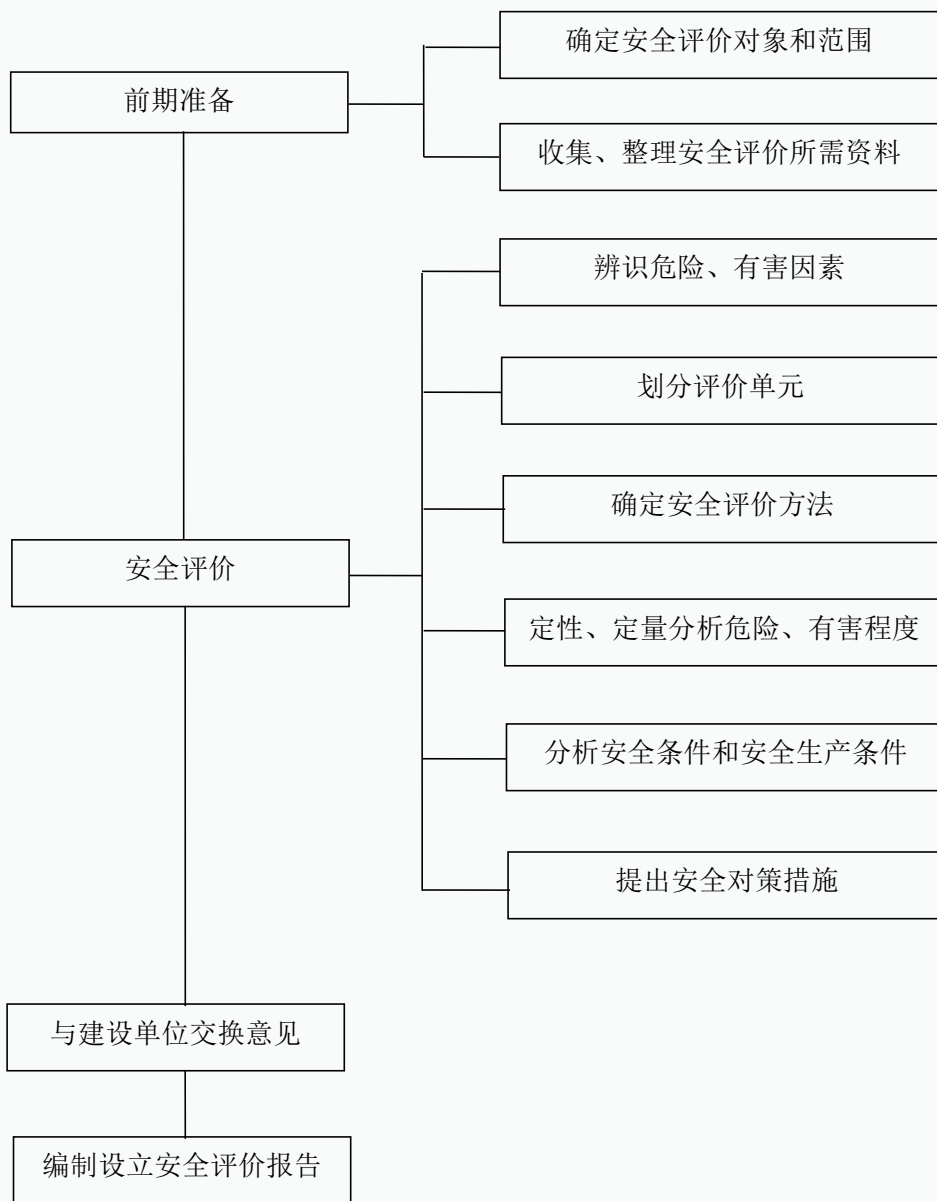 确定安全评价对象和范围
前期准备
收集、整理安全评价所需资料
辨识危险、有害因素
划分评价单元
确定安全评价方法
安全评价
定性、定量分析危险、有害程度
分析安全条件和安全生产条件
提出安全对策措施
与建设单位交换意见
编制设立安全评价报告